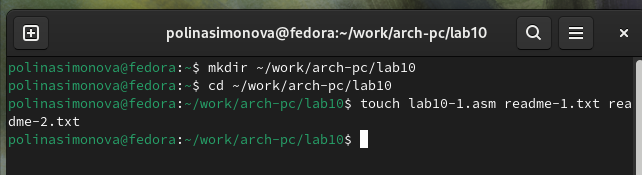 polinasimonova@fedora:~/work/arch-pc/lab10
polinasimonova@fedora:~$ mkdir ~/work/arch-pc/lab10
polinasimonova@fedora:~$ cd ~/work/arch-pc/lab10
polinasimonova@fedora:~/work/arch-pc/lab10$ touch lab10-1.asm readme-1.txt rea
dme-2.txt
polinasimonova@fedora:~/work/arch-pc/lab10$